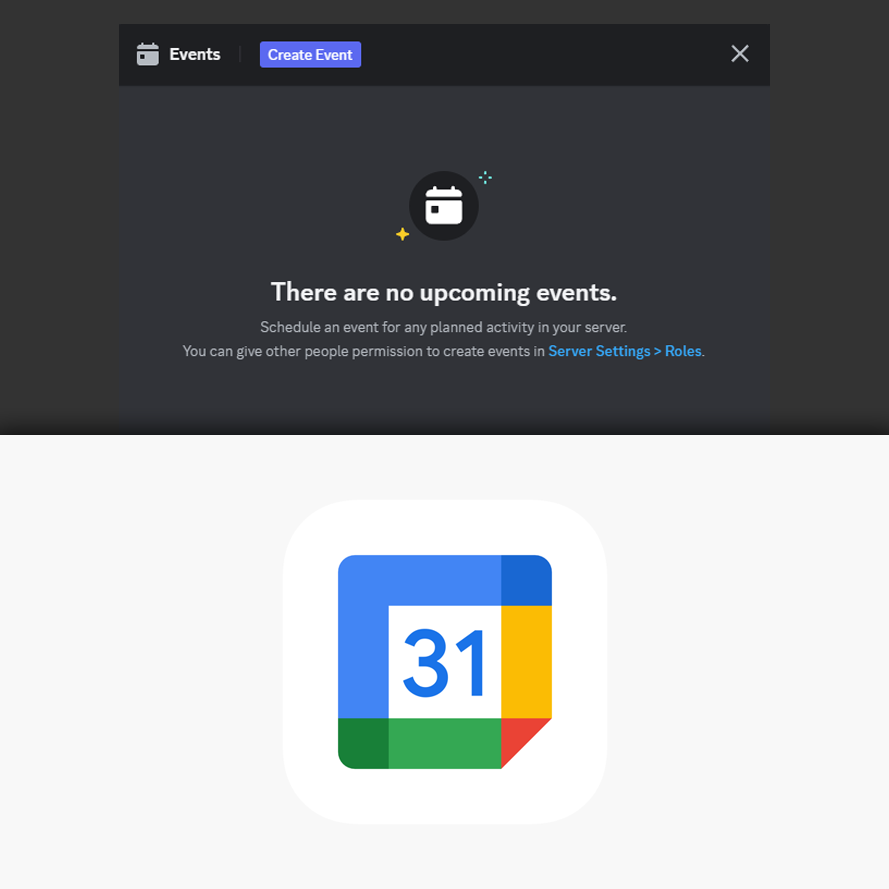 Events
Create Event
There are no upcoming events.
Schedule an event for any planned activity in your server.
You can give other people permission to create events in Server Settings > Roles.
31